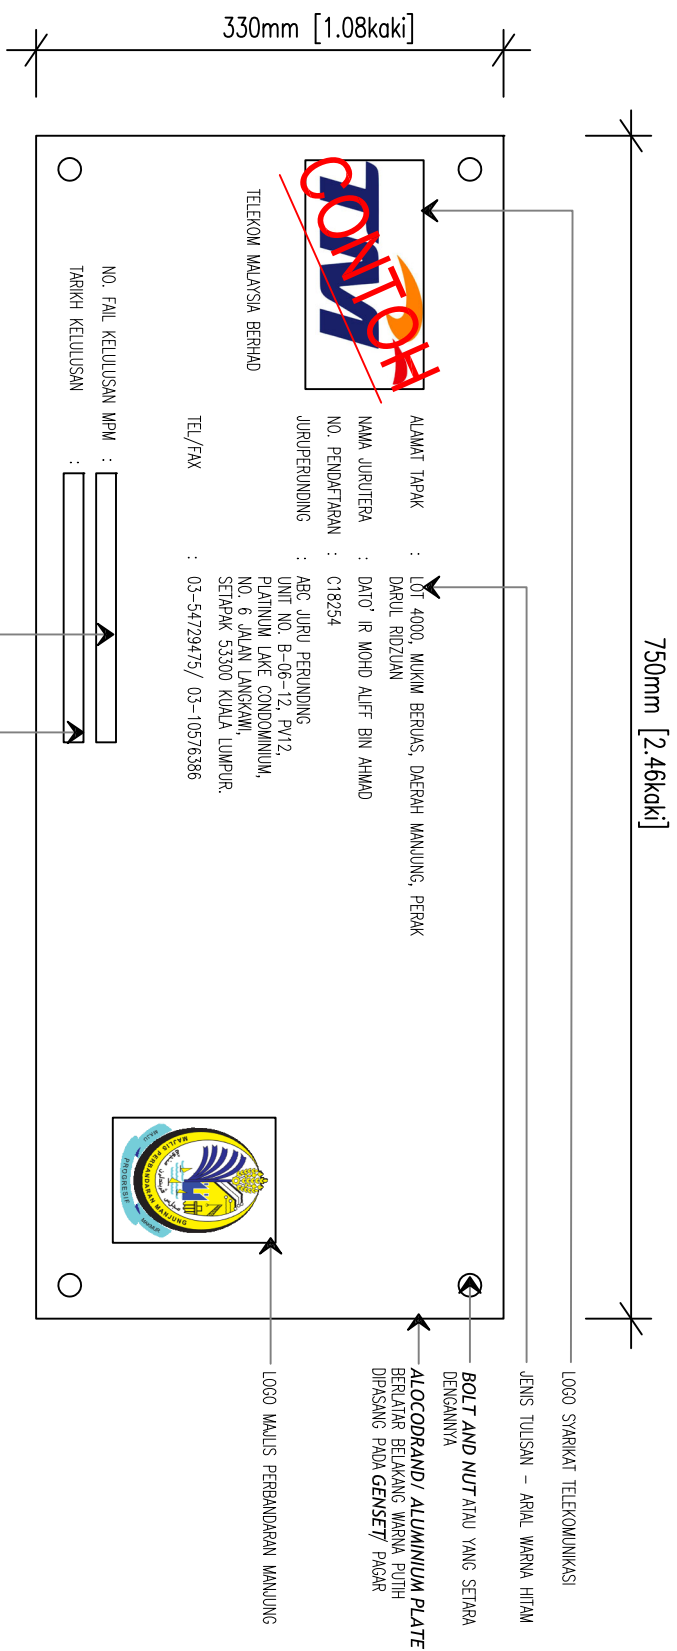 750mm [2.46kaki]
330mm [1.08kaki]
LOGO SYARIKAT TELEKOMUNIKASI
JENIS TULISAN - ARIAL WARNA HITAM
BOLT AND NUT ATAU YANG SETARA
DENGANNYA
ALOCODRAND/ ALUMINIUM PLATE
BERLATAR BELAKANG WARNA PUTIH
DIPASANG PADA GENSET/ PAGAR
LOGO MAJLIS PERBANDARAN MANJUNG
TM
CONTOH
TELEKOM MALAYSIA BERHAD
ALAMAT TAPAK : LOT 4000, MUKIM BERUAS, DAERAH MANJUNG, PERAK
DARUL RIDZUAN
NAMA JURUTERA : DATO' IR MOHD ALIFF BIN AHMAD
NO. PENDAFTARAN : C18254
JURUPERUNDING : ABC JURU PERUNDING
UNIT NO. B-06-12, PV12,
PLATINUM LAKE CONDOMINIUM,
NO. 6 JALAN LANGKAWI,
SETAPAK 53300 KUALA LUMPUR.
TEL/FAX : 03-54729475/ 03-10576386
NO. FAIL KELULUSAN MPM :
TARIKH KELULUSAN :
MAJLIS PERBANDARAN MANJUNG
MAJU
PROGRESIF
MAKMUR